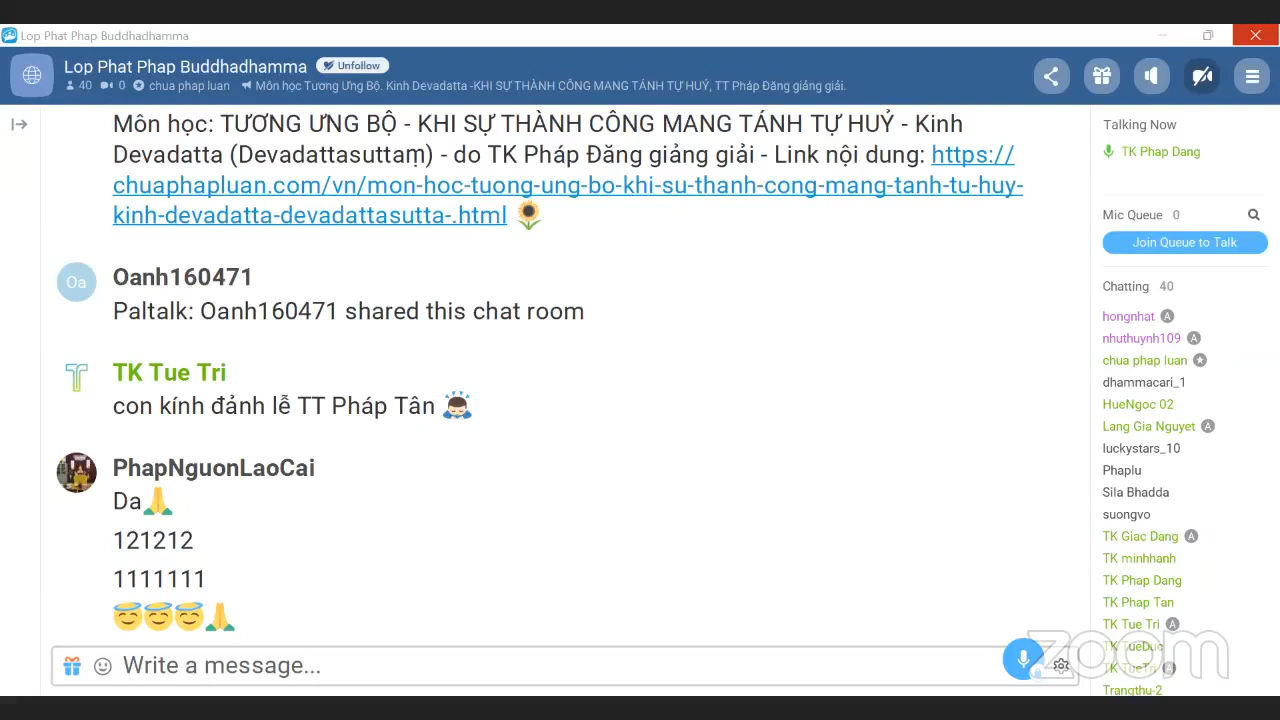 Lop Phat Phap Buddhadhamma
Lop Phat Phap Buddhadhamma Unfollow
40 0 chua phap luan Môn học Tương Ưng Bộ. Kinh Devadatta -KHI SỰ THÀNH CÔNG MANG TÁNH TỰ HUỶ, TT Pháp Đăng giảng giải.
Môn học: TƯƠNG ƯNG BỘ - KHI SỰ THÀNH CÔNG MANG TÁNH TỰ HUỶ - Kinh
Devadatta (Devadattasuttaṃ) - do TK Pháp Đăng giảng giải - Link nội dung: https://
chuaphapluan.com/vn/mon-hoc-tuong-ung-bo-khi-su-thanh-cong-mang-tanh-tu-huy-
kinh-devadatta-devadattasutta-.html
Oa
Oanh160471
Paltalk: Oanh160471 shared this chat room
TK Tue Tri
con kính đảnh lễ TT Pháp Tân
PhapNguonLaoCai
Da
121212
1111111
Write a message...
Talking Now
TK Phap Dang
Mic Queue 0
Join Queue to Talk
Chatting 40
hongnhat A
nhuthuynh109 A
chua phap luan
dhammacari_1
HueNgoc 02
Lang Gia Nguyet A
luckystars_10
Phaplu
Sila Bhadda
suongvo
TK Giac Dang A
TK minhhanh
TK Phap Dang
TK Phap Tan
TK Tue Tri A
TK TueDuc
TK TueTri A
Trangthu-2
zoom